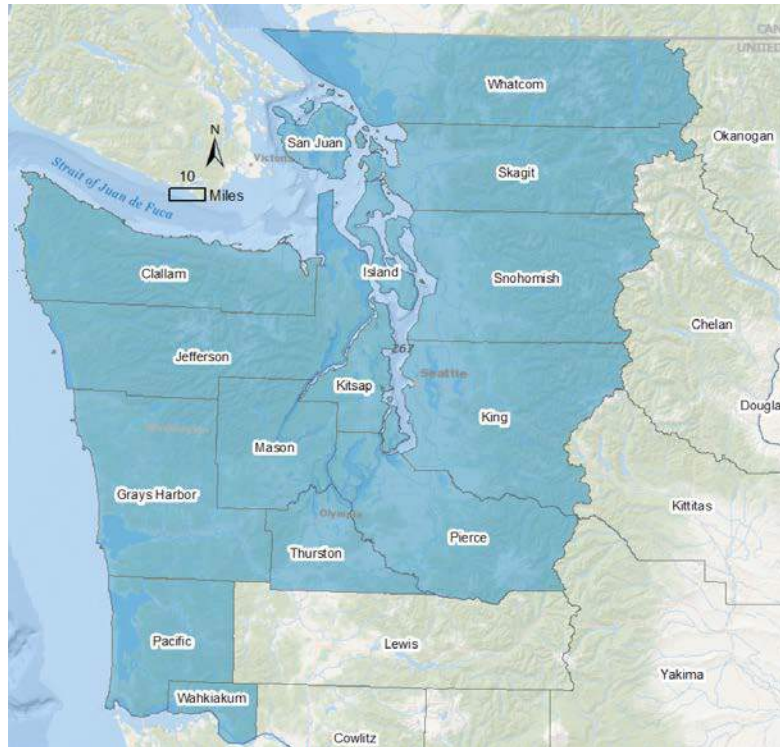 CAN
UNITED
Whatcom
Okanogan
San Juan
N
Victoria
Skagit
10
Miles
Strait of Juan de Fuca
Clallam
Island
Snohomish
Chelan
Jefferson
267
Seattle
Kitsap
Dougla
King
Mason
Grays Harbor
Kittitas
Olympia
Thurston
Pierce
Pacific
Lewis
Yakima
Wahkiakum
Cowlitz